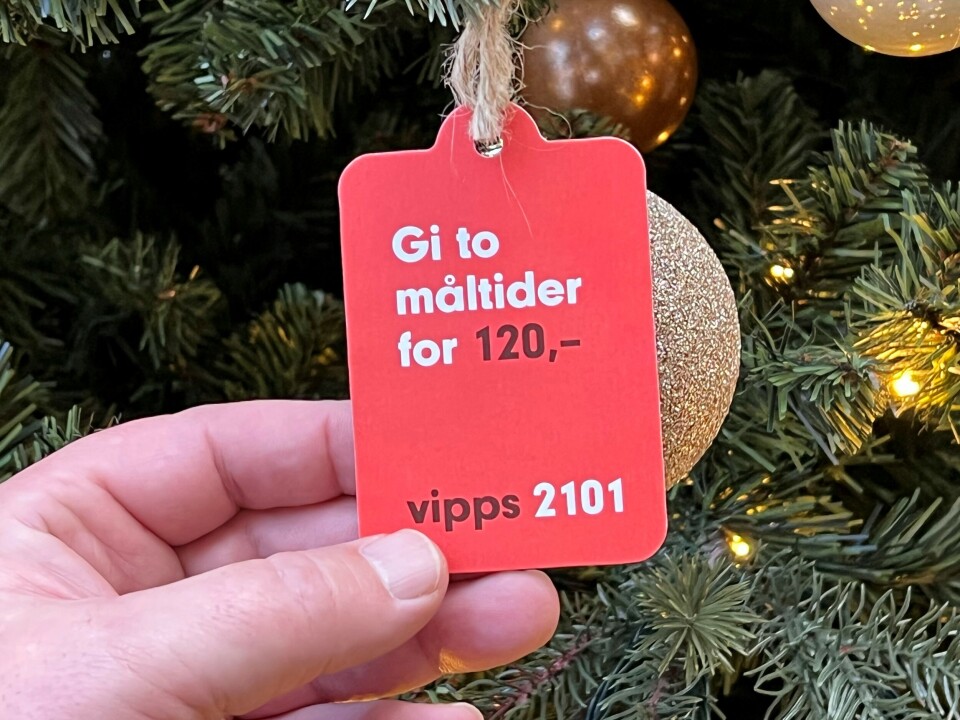 Gi to
måltider
for 120,–
vipps 2101